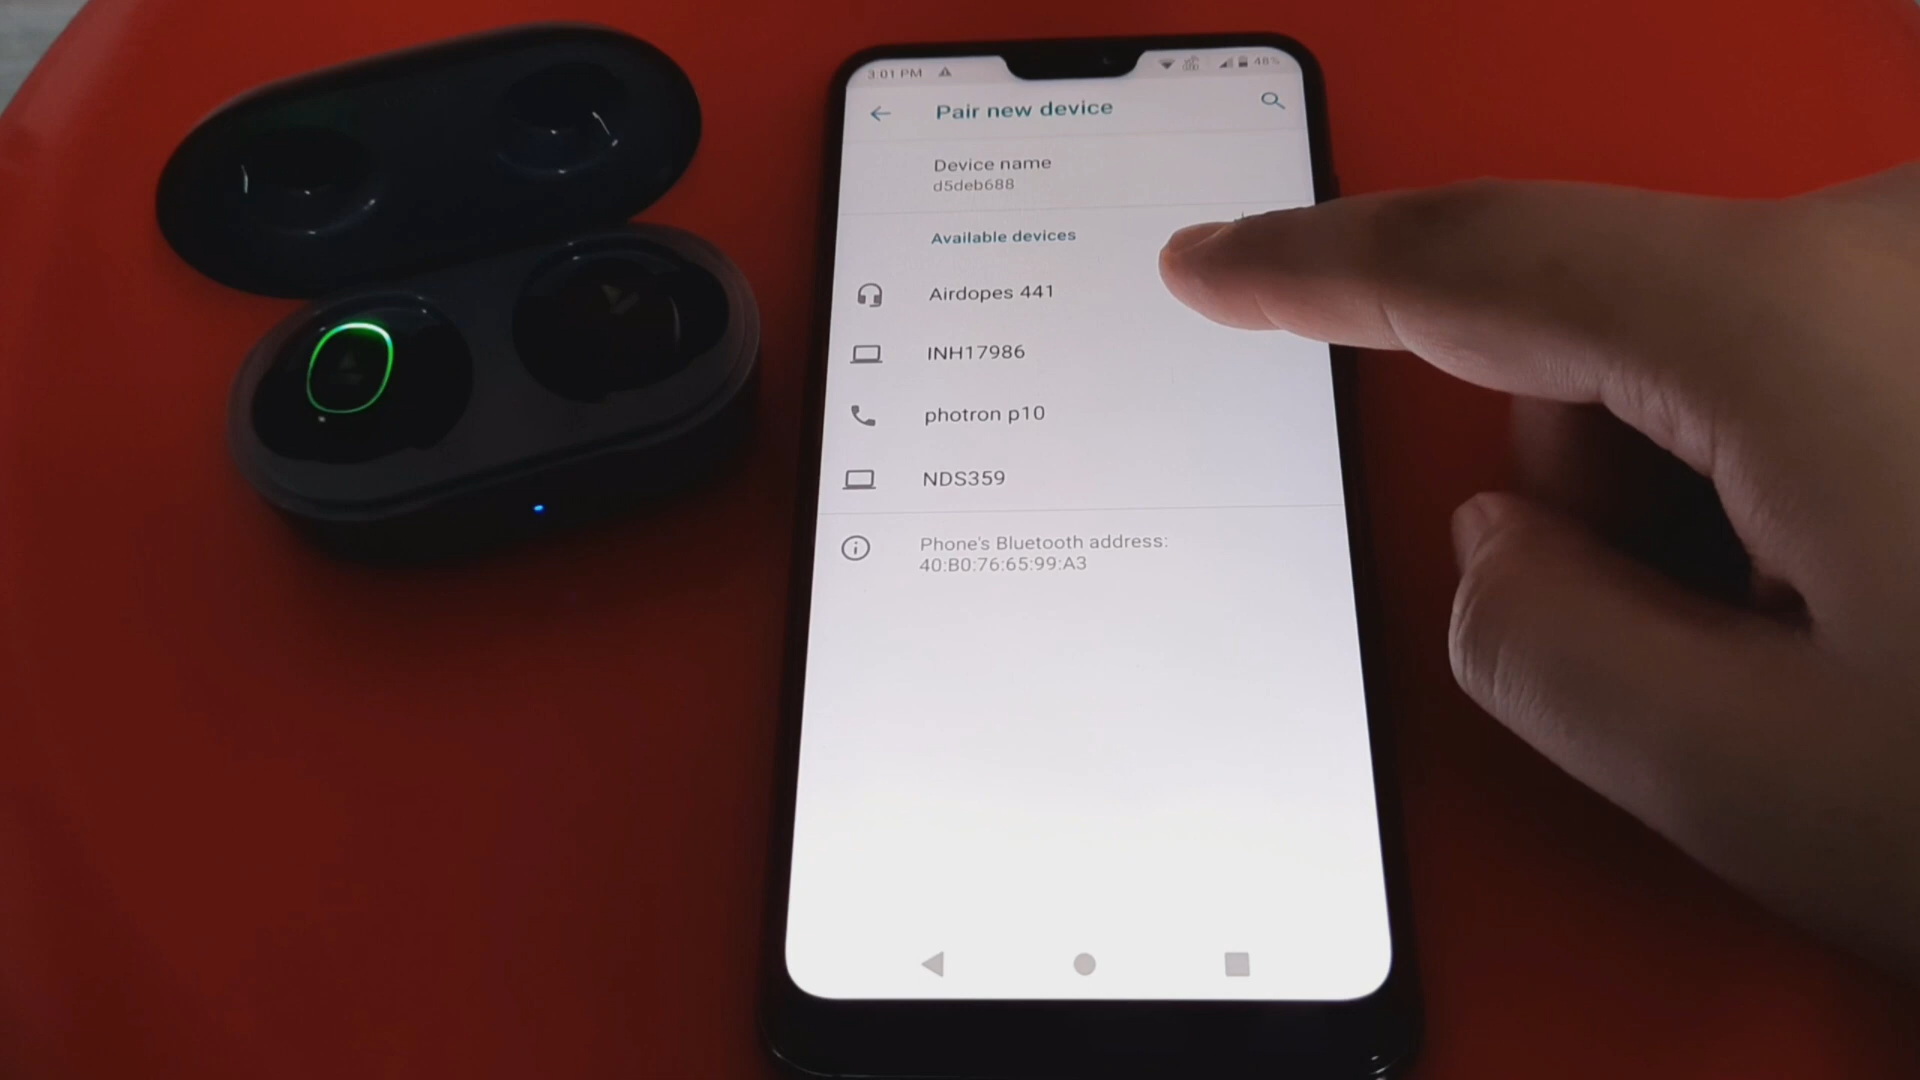 3:01 PM
48%
Pair new device
Device name
d5deb688
Available devices
Airdopes 441
INH17986
photron p10
NDS359
Phone's Bluetooth address:
40:B0:76:65:99:A3